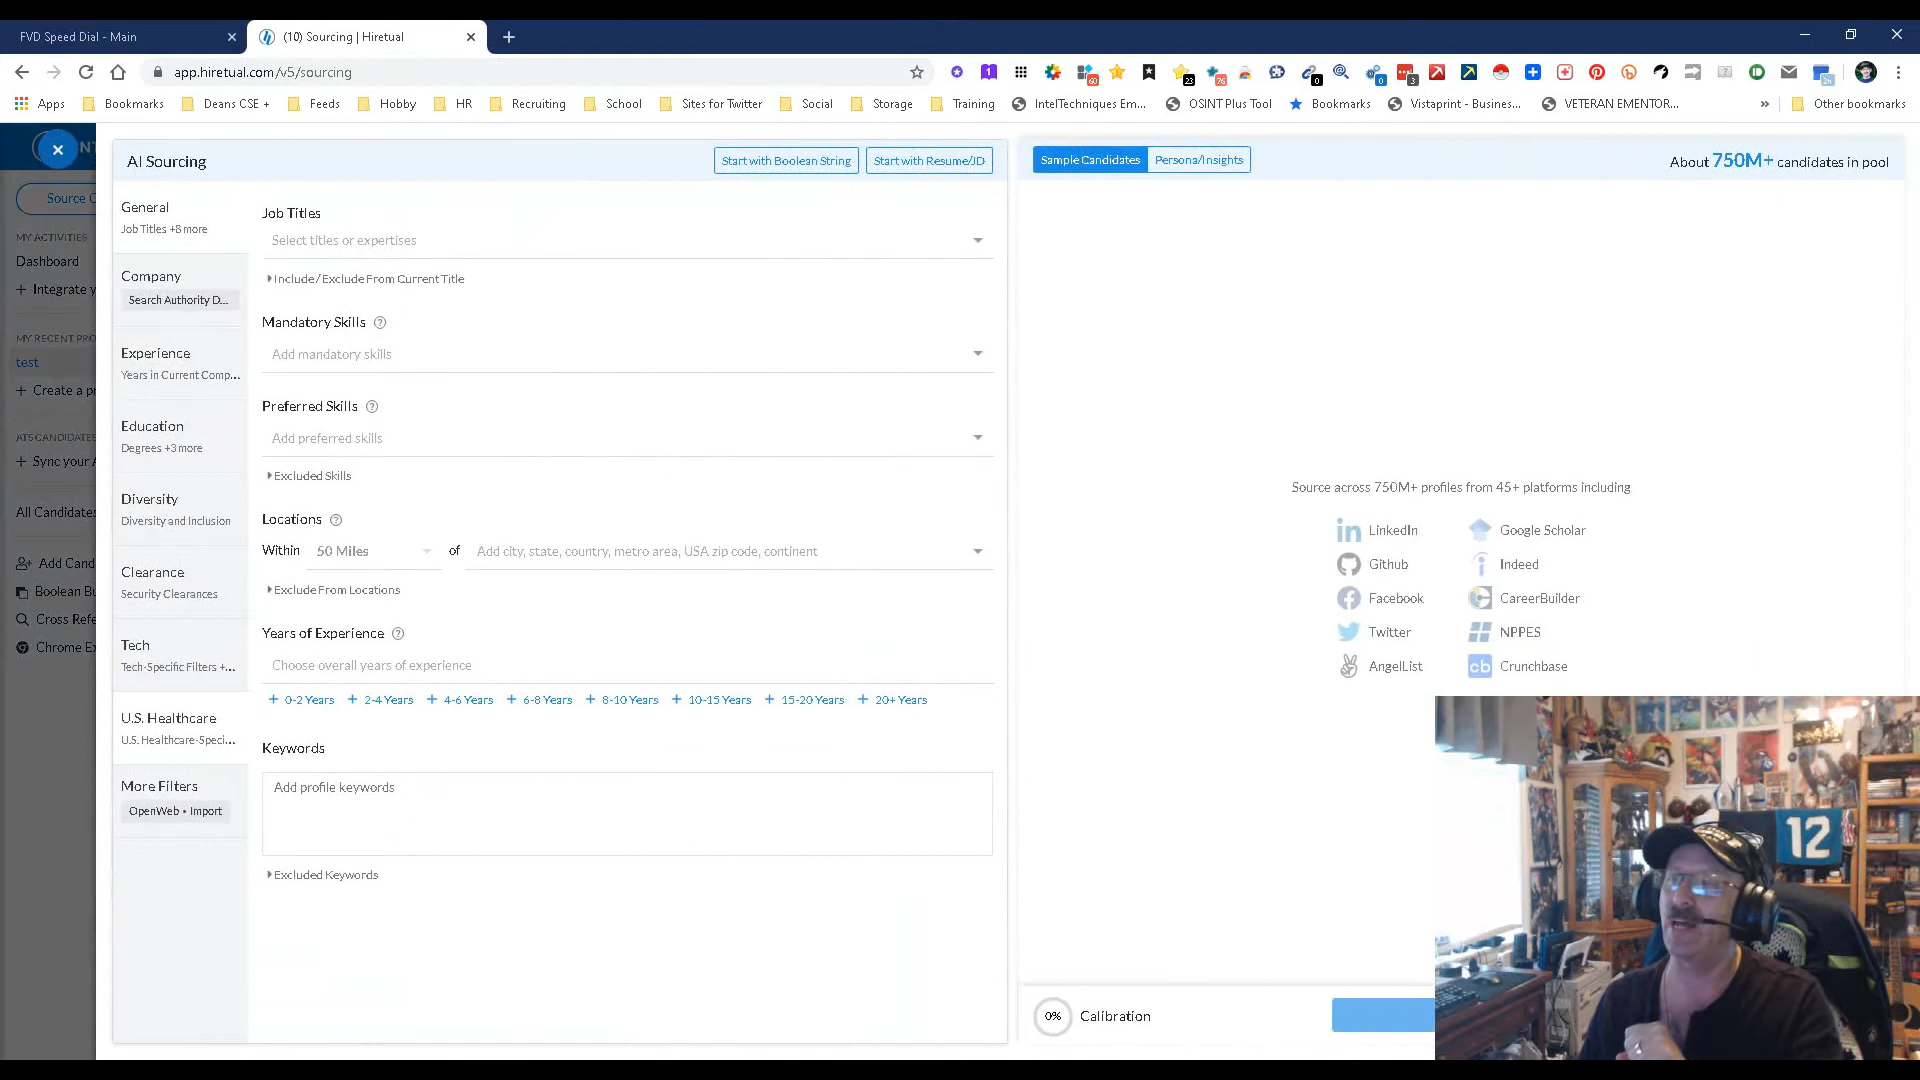 FVD Speed Dial - Main
(10) Sourcing | Hiretual
app.hiretual.com/v5/sourcing
Apps
Bookmarks
Deans CSE +
Feeds
Hobby
HR
Recruiting
School
Sites for Twitter
Social
Storage
Training
IntelTechniques Em...
OSINT Plus Tool
Bookmarks
Vistaprint - Busines...
VETERAN EMENTOR...
»
Other bookmarks
Source C
MY ACTIVITIES
Dashboard
+ Integrate y
MY RECENT PRO
test
+ Create a pr
ATS CANDIDATES
+ Sync your A
All Candidates
Add Cand
Boolean Bu
Cross Refe
Chrome Ex
AI Sourcing
Start with Boolean String
Start with Resume/JD
General
Job Titles +8 more
Company
Search Authority D...
Experience
Years in Current Comp...
Education
Degrees +3 more
Diversity
Diversity and Inclusion
Clearance
Security Clearances
Tech
Tech-Specific Filters +...
U.S. Healthcare
U.S. Healthcare-Speci...
More Filters
OpenWeb • Import
Job Titles
Select titles or expertises
Include/Exclude From Current Title
Mandatory Skills
Add mandatory skills
Preferred Skills
Add preferred skills
Excluded Skills
Locations
Within 50 Miles of Add city, state, country, metro area, USA zip code, continent
Exclude From Locations
Years of Experience
Choose overall years of experience
+ 0-2 Years + 2-4 Years + 4-6 Years + 6-8 Years + 8-10 Years + 10-15 Years + 15-20 Years + 20+ Years
Keywords
Add profile keywords
Excluded Keywords
Sample Candidates
Persona/Insights
About 750M+ candidates in pool
Source across 750M+ profiles from 45+ platforms including
LinkedIn
Google Scholar
Github
Indeed
Facebook
CareerBuilder
Twitter
NPPES
AngelList
Crunchbase
0% Calibration
12